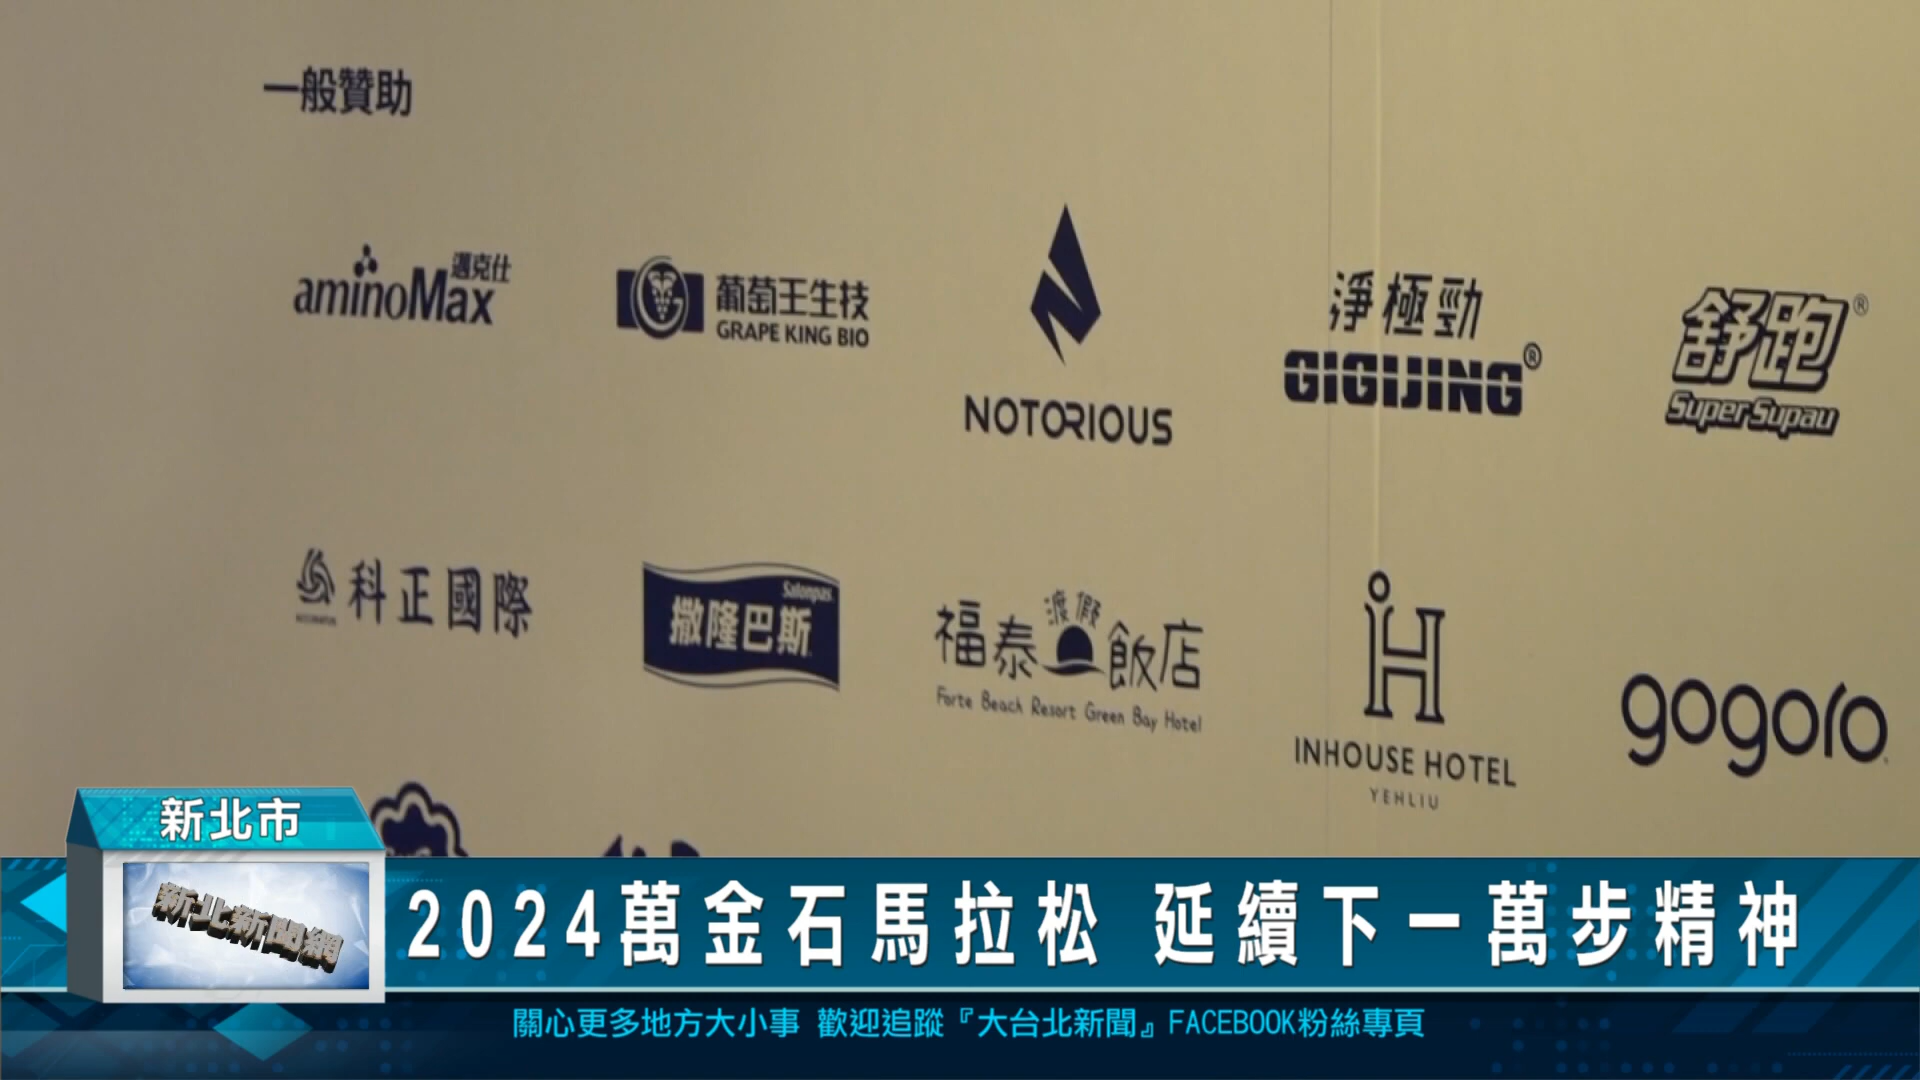 一般贊助
邁克仕
aminoMax
葡萄王生技
GRAPE KING BIO
NOTORIOUS
淨極勁
GIGIJING®
舒跑®
Super Supau
科正國際
Salonpas
撒隆巴斯
福泰渡假飯店
Forte Beach Resort Green Bay Hotel
iH
INHOUSE HOTEL
YEHLIU
gogoro
新北市
新北新聞網
2024萬金石馬拉松 延續下一萬步精神
關心更多地方大小事 歡迎追蹤『大台北新聞』FACEBOOK粉絲專頁